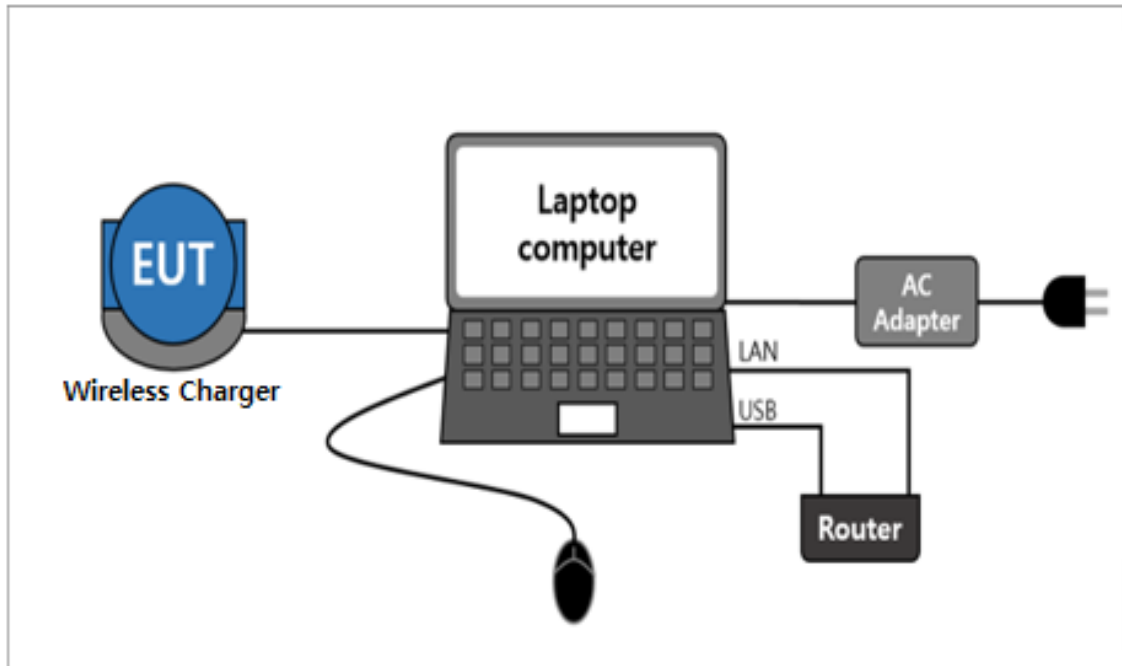 Laptop
computer
EUT
Wireless Charger
AC
Adapter
LAN
USB
Router